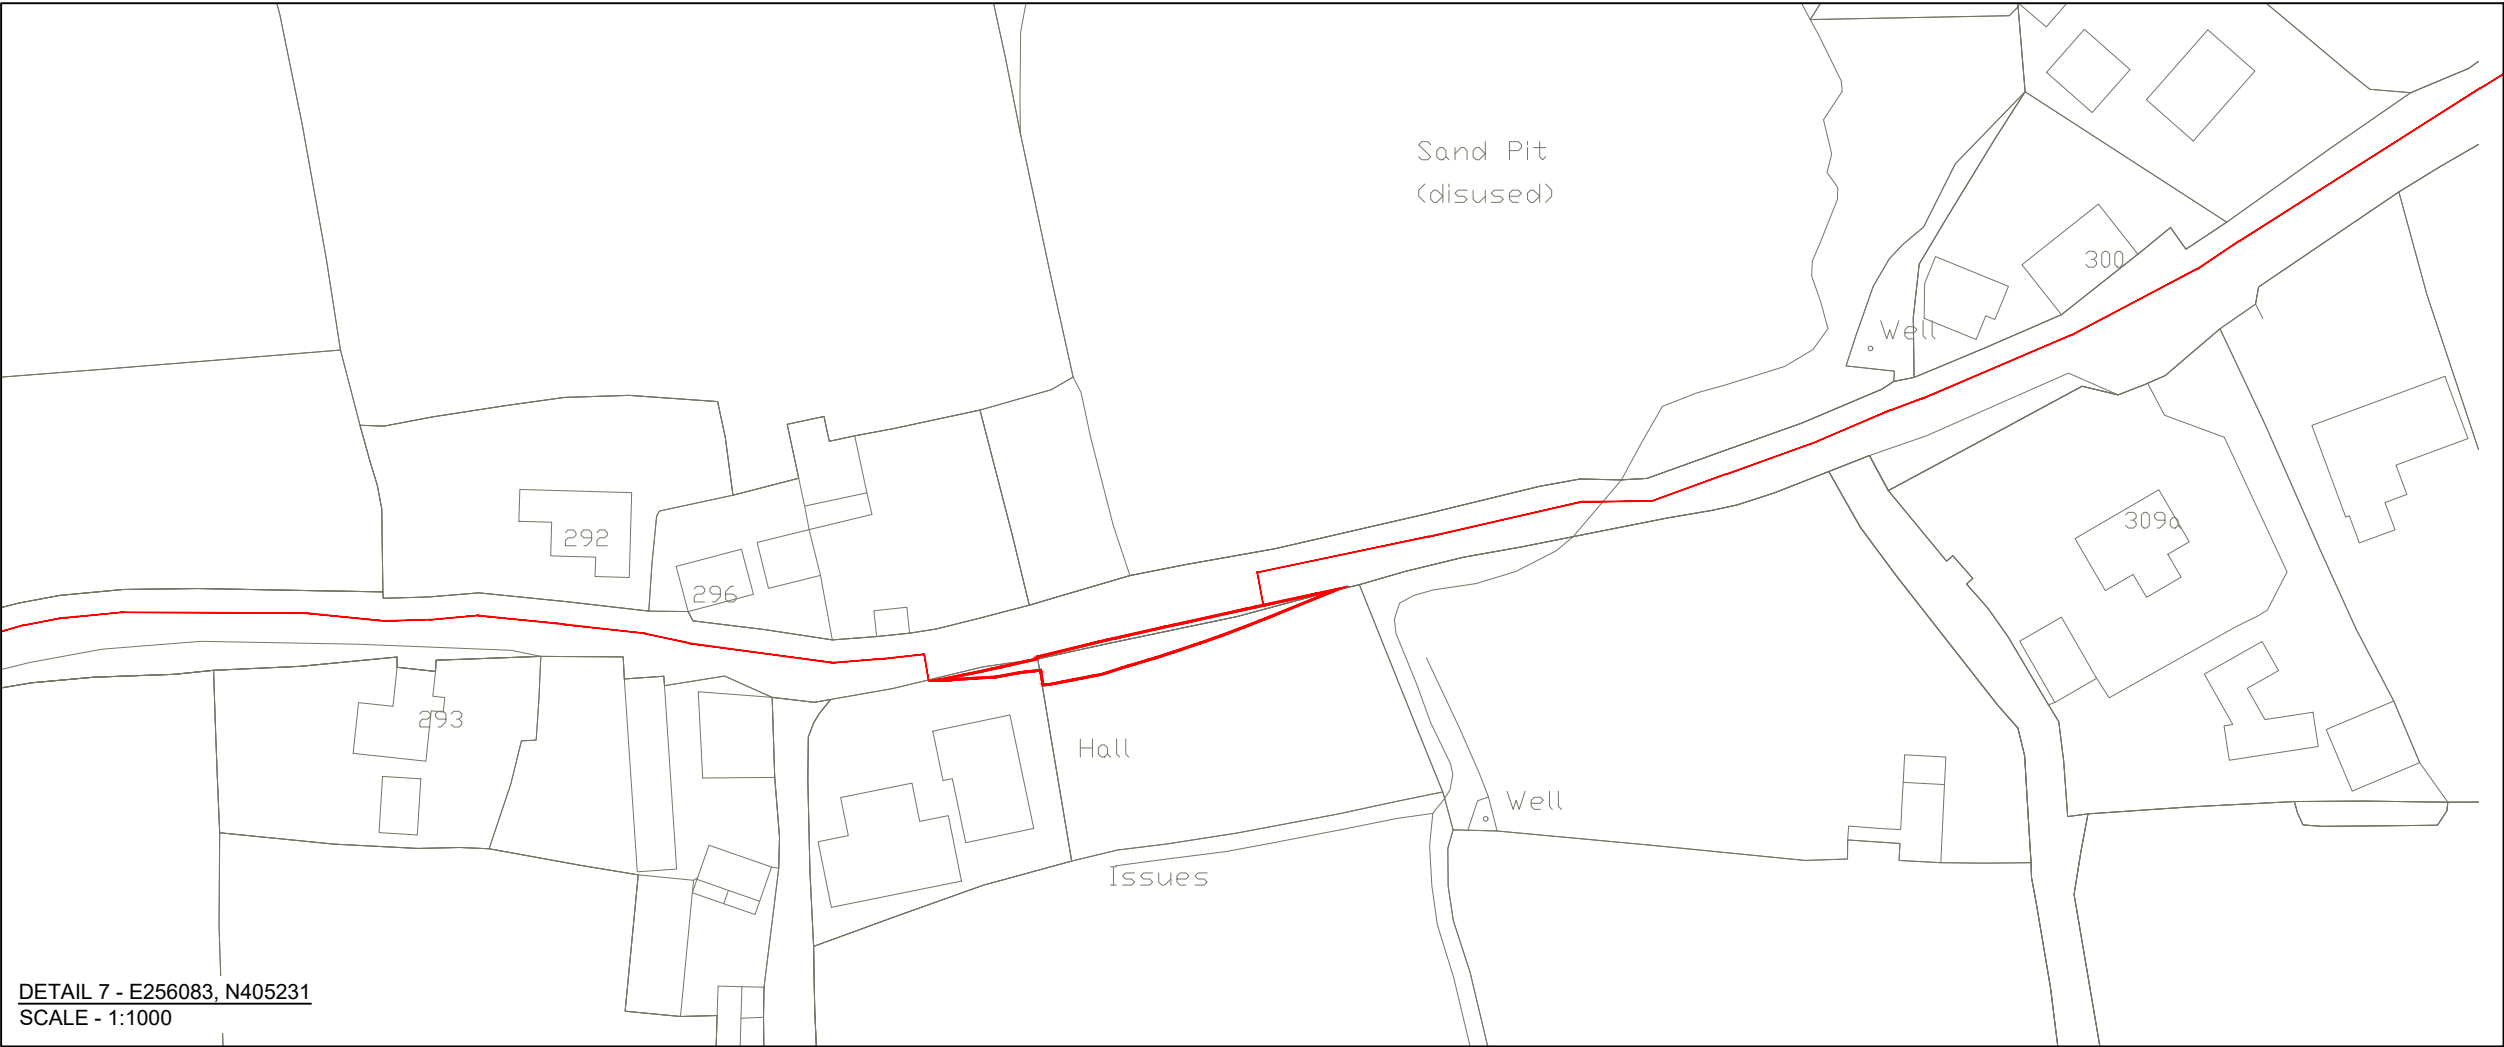 Sand Pit
(disused)
300
Well
292
309a
296
293
Hall
Well
Issues
DETAIL 7 - E256083, N405231
SCALE - 1:1000